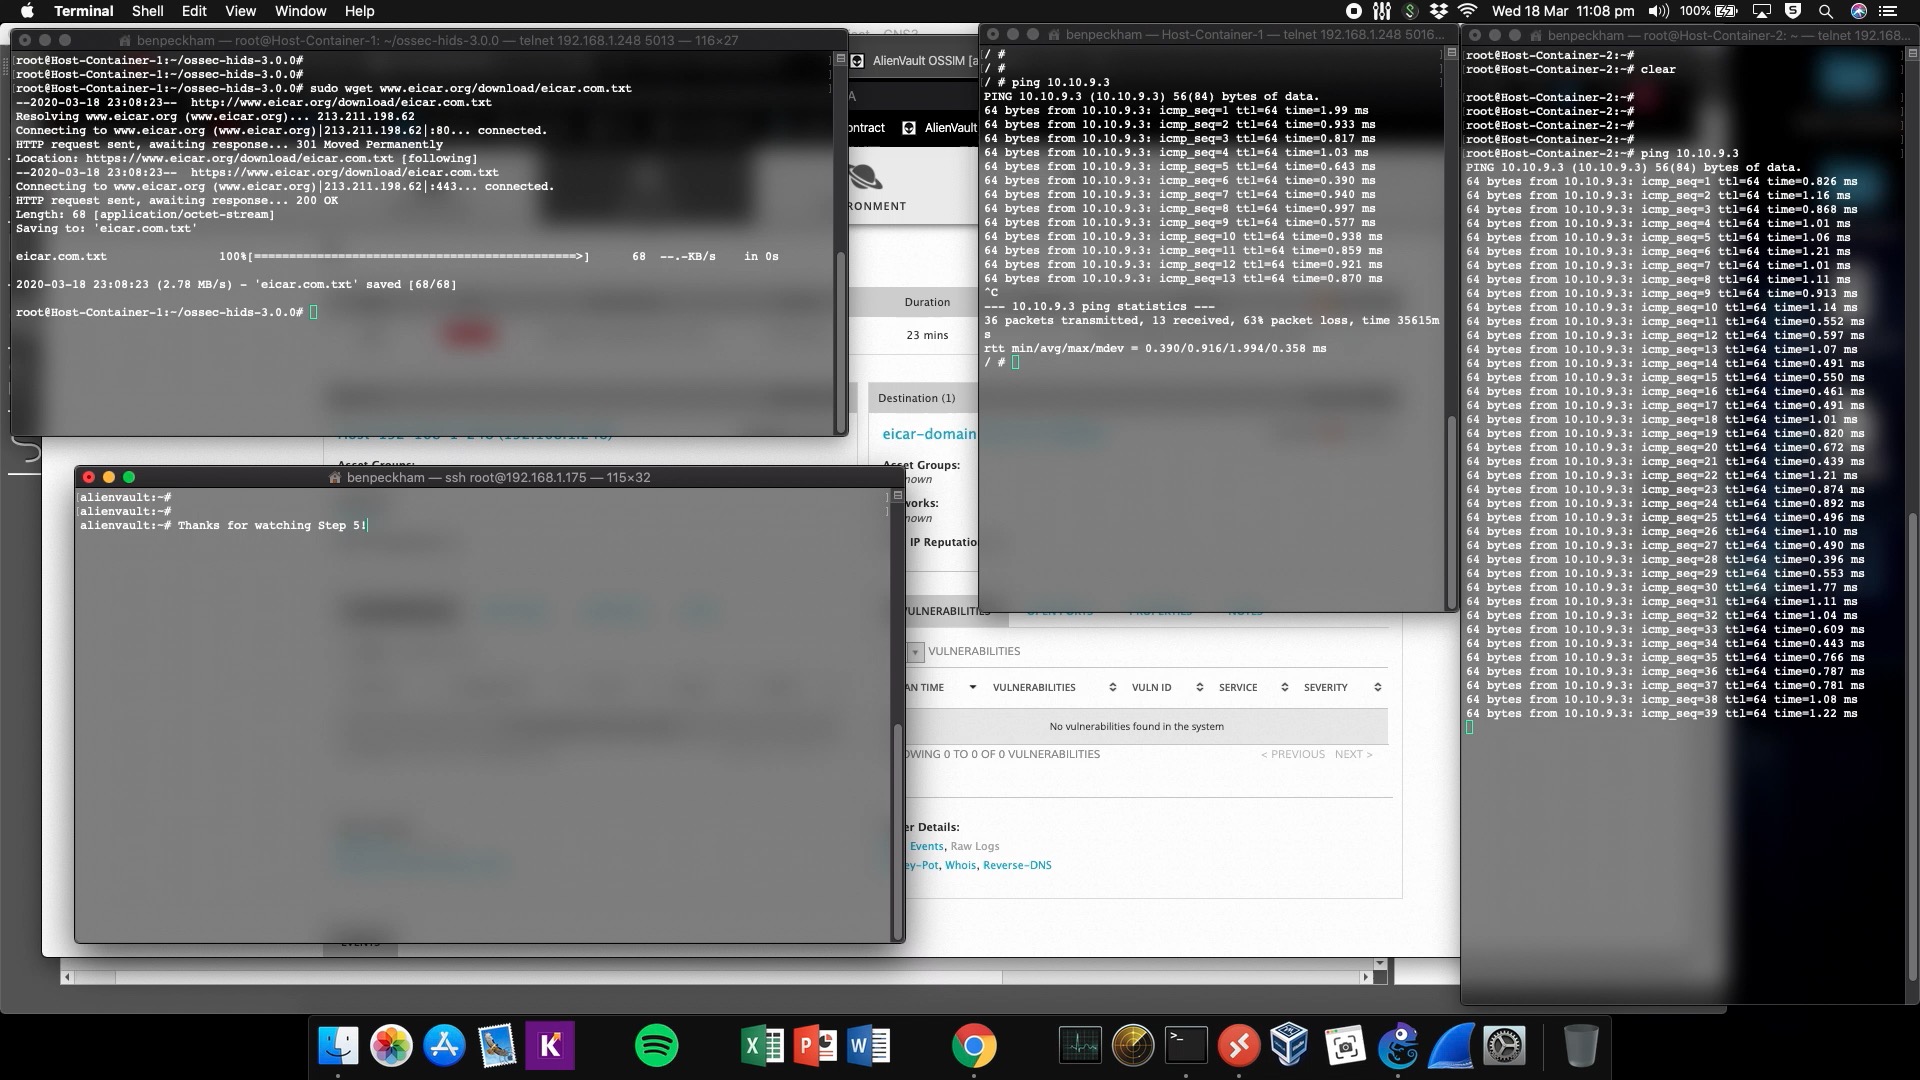 Terminal Shell Edit View Window Help
Wed 18 Mar 11:08 pm 100%
benpeckham — root@Host-Container-1: ~/ossec-hids-3.0.0 — telnet 192.168.1.248 5013 — 116×27
root@Host-Container-1:~/ossec-hids-3.0.0#
root@Host-Container-1:~/ossec-hids-3.0.0#
root@Host-Container-1:~/ossec-hids-3.0.0# sudo wget www.eicar.org/download/eicar.com.txt
--2020-03-18 23:08:23-- http://www.eicar.org/download/eicar.com.txt
Resolving www.eicar.org (www.eicar.org)... 213.211.198.62
Connecting to www.eicar.org (www.eicar.org)|213.211.198.62|:80... connected.
HTTP request sent, awaiting response... 301 Moved Permanently
Location: https://www.eicar.org/download/eicar.com.txt [following]
--2020-03-18 23:08:23-- https://www.eicar.org/download/eicar.com.txt
Connecting to www.eicar.org (www.eicar.org)|213.211.198.62|:443... connected.
HTTP request sent, awaiting response... 200 OK
Length: 68 [application/octet-stream]
Saving to: 'eicar.com.txt'
eicar.com.txt 100%[==============================================>] 68 --.-KB/s in 0s
2020-03-18 23:08:23 (2.78 MB/s) - 'eicar.com.txt' saved [68/68]
root@Host-Container-1:~/ossec-hids-3.0.0#
benpeckham — ssh root@192.168.1.175 — 115×32
alienvault:~#
alienvault:~#
alienvault:~# Thanks for watching Step 5!
AlienVault OSSIM [a
ontract AlienVault
RONMENT
Duration
23 mins
Destination (1)
eicar-domain
Asset Groups:
nown
works:
nown
IP Reputatio
VULNERABILITIES OPEN PORTS PROPERTIES NOTES
VULNERABILITIES
AN TIME VULNERABILITIES VULN ID SERVICE SEVERITY
No vulnerabilities found in the system
OWING 0 TO 0 OF 0 VULNERABILITIES < PREVIOUS NEXT >
er Details:
Events, Raw Logs
ey-Pot, Whois, Reverse-DNS
EVENTS
benpeckham — Host-Container-1 — telnet 192.168.1.248 5016...
/ #
/ #
/ # ping 10.10.9.3
PING 10.10.9.3 (10.10.9.3) 56(84) bytes of data.
64 bytes from 10.10.9.3: icmp_seq=1 ttl=64 time=1.99 ms
64 bytes from 10.10.9.3: icmp_seq=2 ttl=64 time=0.933 ms
64 bytes from 10.10.9.3: icmp_seq=3 ttl=64 time=0.817 ms
64 bytes from 10.10.9.3: icmp_seq=4 ttl=64 time=1.03 ms
64 bytes from 10.10.9.3: icmp_seq=5 ttl=64 time=0.643 ms
64 bytes from 10.10.9.3: icmp_seq=6 ttl=64 time=0.390 ms
64 bytes from 10.10.9.3: icmp_seq=7 ttl=64 time=0.940 ms
64 bytes from 10.10.9.3: icmp_seq=8 ttl=64 time=0.997 ms
64 bytes from 10.10.9.3: icmp_seq=9 ttl=64 time=0.577 ms
64 bytes from 10.10.9.3: icmp_seq=10 ttl=64 time=0.938 ms
64 bytes from 10.10.9.3: icmp_seq=11 ttl=64 time=0.859 ms
64 bytes from 10.10.9.3: icmp_seq=12 ttl=64 time=0.921 ms
64 bytes from 10.10.9.3: icmp_seq=13 ttl=64 time=0.870 ms
^C
--- 10.10.9.3 ping statistics ---
36 packets transmitted, 13 received, 63% packet loss, time 35615m
s
rtt min/avg/max/mdev = 0.390/0.916/1.994/0.358 ms
/ #
benpeckham — root@Host-Container-2: ~ — telnet 192.168...
root@Host-Container-2:~#
root@Host-Container-2:~# clear
root@Host-Container-2:~#
root@Host-Container-2:~#
root@Host-Container-2:~#
root@Host-Container-2:~#
root@Host-Container-2:~# ping 10.10.9.3
PING 10.10.9.3 (10.10.9.3) 56(84) bytes of data.
64 bytes from 10.10.9.3: icmp_seq=1 ttl=64 time=0.826 ms
64 bytes from 10.10.9.3: icmp_seq=2 ttl=64 time=1.16 ms
64 bytes from 10.10.9.3: icmp_seq=3 ttl=64 time=0.868 ms
64 bytes from 10.10.9.3: icmp_seq=4 ttl=64 time=1.01 ms
64 bytes from 10.10.9.3: icmp_seq=5 ttl=64 time=1.06 ms
64 bytes from 10.10.9.3: icmp_seq=6 ttl=64 time=1.21 ms
64 bytes from 10.10.9.3: icmp_seq=7 ttl=64 time=1.01 ms
64 bytes from 10.10.9.3: icmp_seq=8 ttl=64 time=1.11 ms
64 bytes from 10.10.9.3: icmp_seq=9 ttl=64 time=0.913 ms
64 bytes from 10.10.9.3: icmp_seq=10 ttl=64 time=1.14 ms
64 bytes from 10.10.9.3: icmp_seq=11 ttl=64 time=0.552 ms
64 bytes from 10.10.9.3: icmp_seq=12 ttl=64 time=0.597 ms
64 bytes from 10.10.9.3: icmp_seq=13 ttl=64 time=1.07 ms
64 bytes from 10.10.9.3: icmp_seq=14 ttl=64 time=0.491 ms
64 bytes from 10.10.9.3: icmp_seq=15 ttl=64 time=0.550 ms
64 bytes from 10.10.9.3: icmp_seq=16 ttl=64 time=0.461 ms
64 bytes from 10.10.9.3: icmp_seq=17 ttl=64 time=0.491 ms
64 bytes from 10.10.9.3: icmp_seq=18 ttl=64 time=1.01 ms
64 bytes from 10.10.9.3: icmp_seq=19 ttl=64 time=0.820 ms
64 bytes from 10.10.9.3: icmp_seq=20 ttl=64 time=0.672 ms
64 bytes from 10.10.9.3: icmp_seq=21 ttl=64 time=0.439 ms
64 bytes from 10.10.9.3: icmp_seq=22 ttl=64 time=1.21 ms
64 bytes from 10.10.9.3: icmp_seq=23 ttl=64 time=0.874 ms
64 bytes from 10.10.9.3: icmp_seq=24 ttl=64 time=0.892 ms
64 bytes from 10.10.9.3: icmp_seq=25 ttl=64 time=0.496 ms
64 bytes from 10.10.9.3: icmp_seq=26 ttl=64 time=1.10 ms
64 bytes from 10.10.9.3: icmp_seq=27 ttl=64 time=0.490 ms
64 bytes from 10.10.9.3: icmp_seq=28 ttl=64 time=0.396 ms
64 bytes from 10.10.9.3: icmp_seq=29 ttl=64 time=0.553 ms
64 bytes from 10.10.9.3: icmp_seq=30 ttl=64 time=1.77 ms
64 bytes from 10.10.9.3: icmp_seq=31 ttl=64 time=1.11 ms
64 bytes from 10.10.9.3: icmp_seq=32 ttl=64 time=1.04 ms
64 bytes from 10.10.9.3: icmp_seq=33 ttl=64 time=0.609 ms
64 bytes from 10.10.9.3: icmp_seq=34 ttl=64 time=0.443 ms
64 bytes from 10.10.9.3: icmp_seq=35 ttl=64 time=0.766 ms
64 bytes from 10.10.9.3: icmp_seq=36 ttl=64 time=0.787 ms
64 bytes from 10.10.9.3: icmp_seq=37 ttl=64 time=0.781 ms
64 bytes from 10.10.9.3: icmp_seq=38 ttl=64 time=1.08 ms
64 bytes from 10.10.9.3: icmp_seq=39 ttl=64 time=1.22 ms